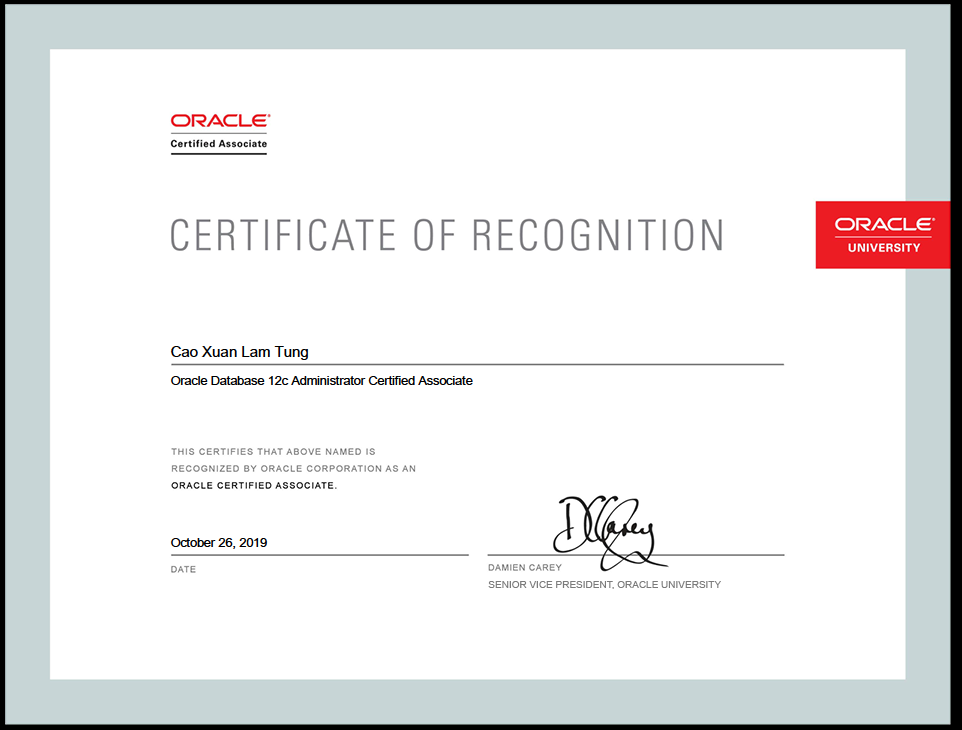 ORACLE®
Certified Associate
CERTIFICATE OF RECOGNITION
ORACLE®
UNIVERSITY
Cao Xuan Lam Tung
Oracle Database 12c Administrator Certified Associate
THIS CERTIFIES THAT ABOVE NAMED IS
RECOGNIZED BY ORACLE CORPORATION AS AN
ORACLE CERTIFIED ASSOCIATE.
October 26, 2019
DATE
DCarey
DAMIEN CAREY
SENIOR VICE PRESIDENT, ORACLE UNIVERSITY